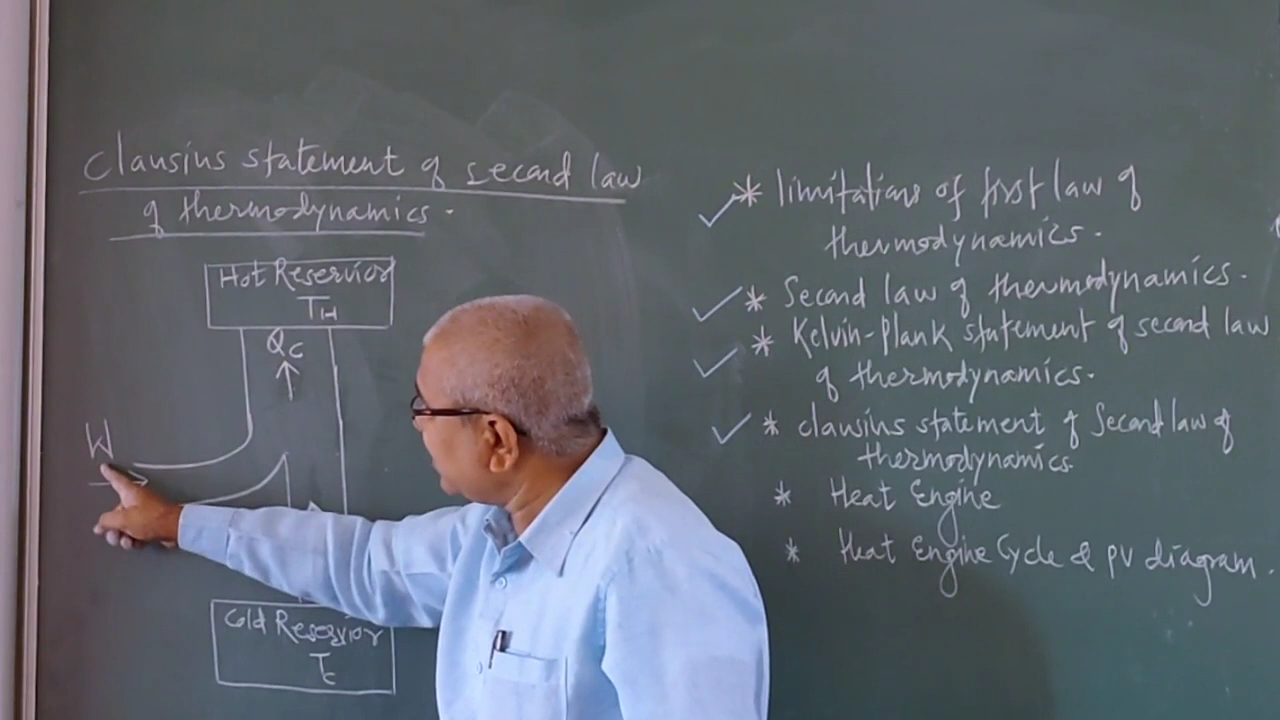 Clausius statement of second law
of thermodynamics.
Hot Reservior
TH
QC
W
Cold Reservior
Tc
* limitations of first law of
thermodynamics.
* Second law of thermodynamics.
* Kelvin-Plank statement of second law
of thermodynamics.
* clausius statement of Second law of
thermodynamics.
* Heat Engine
* Heat Engine Cycle & PV diagram.